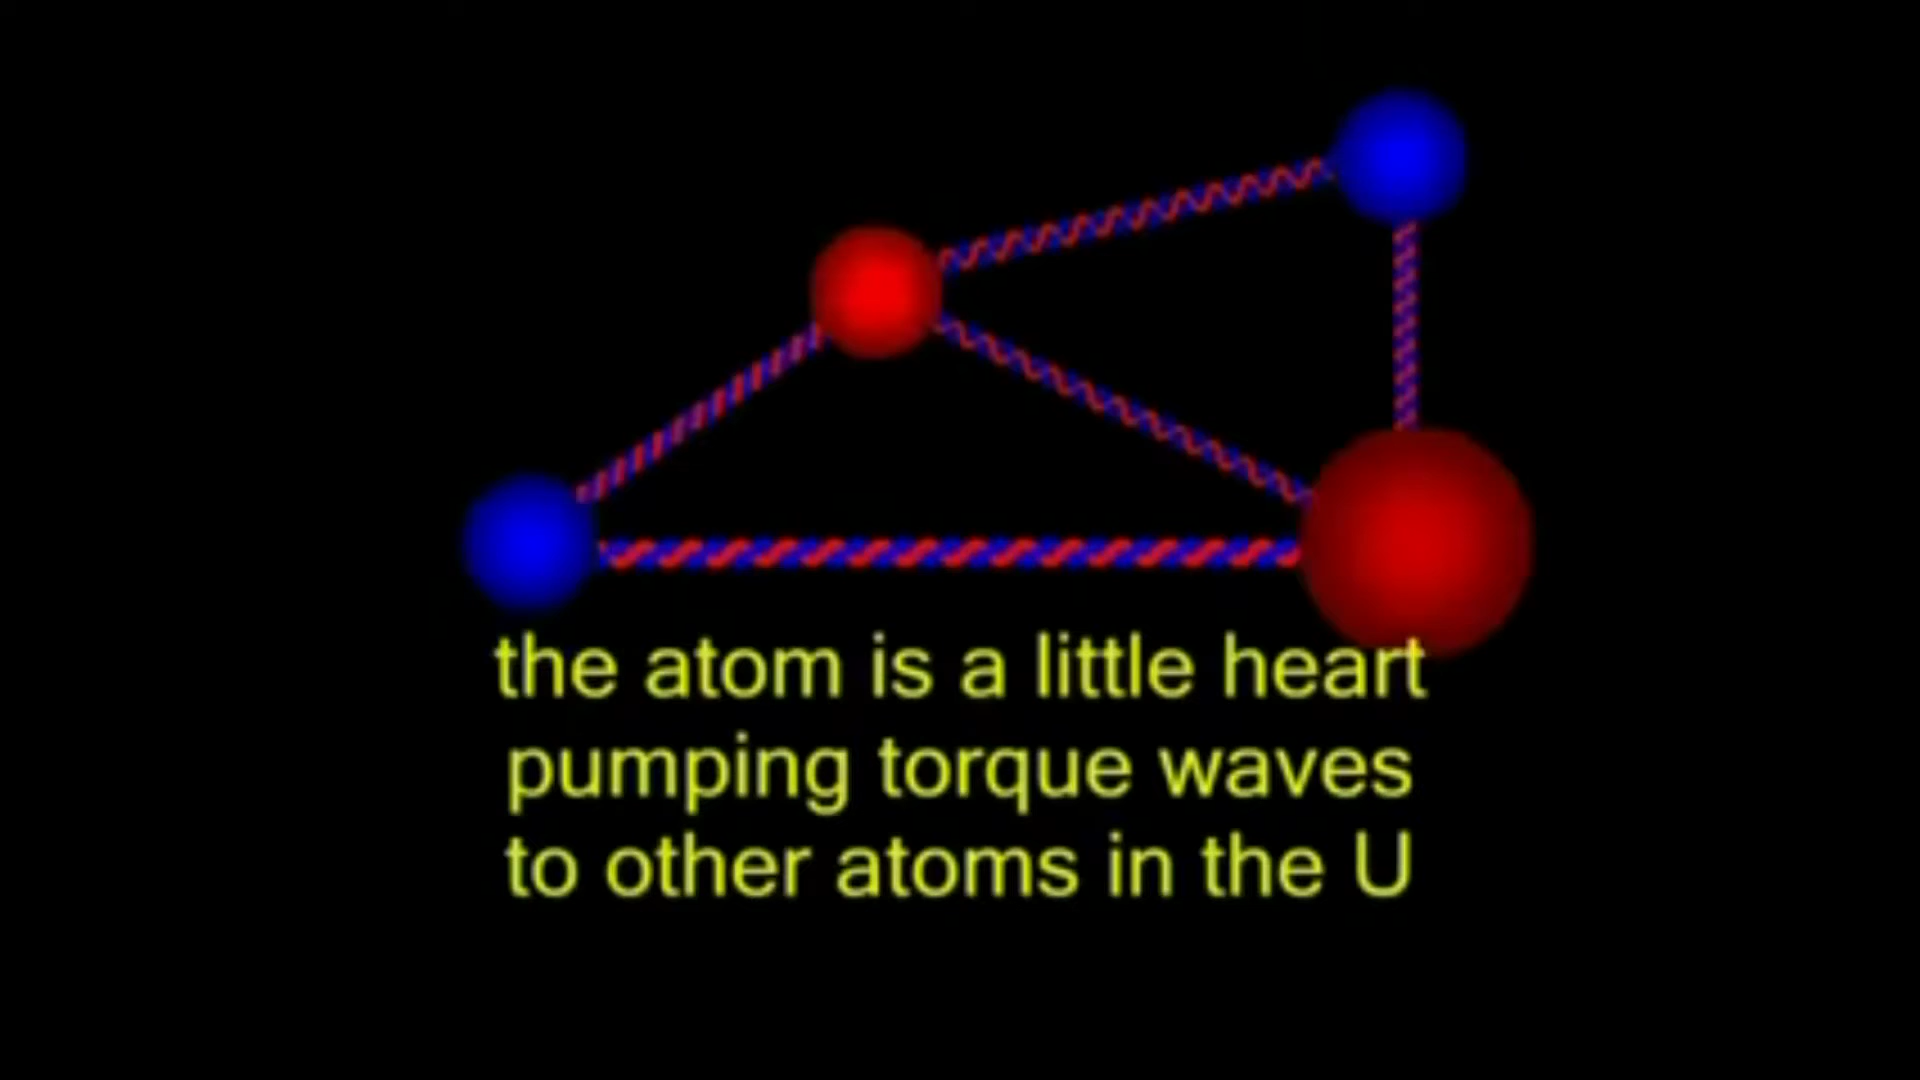 the atom is a little heart
pumping torque waves
to other atoms in the U